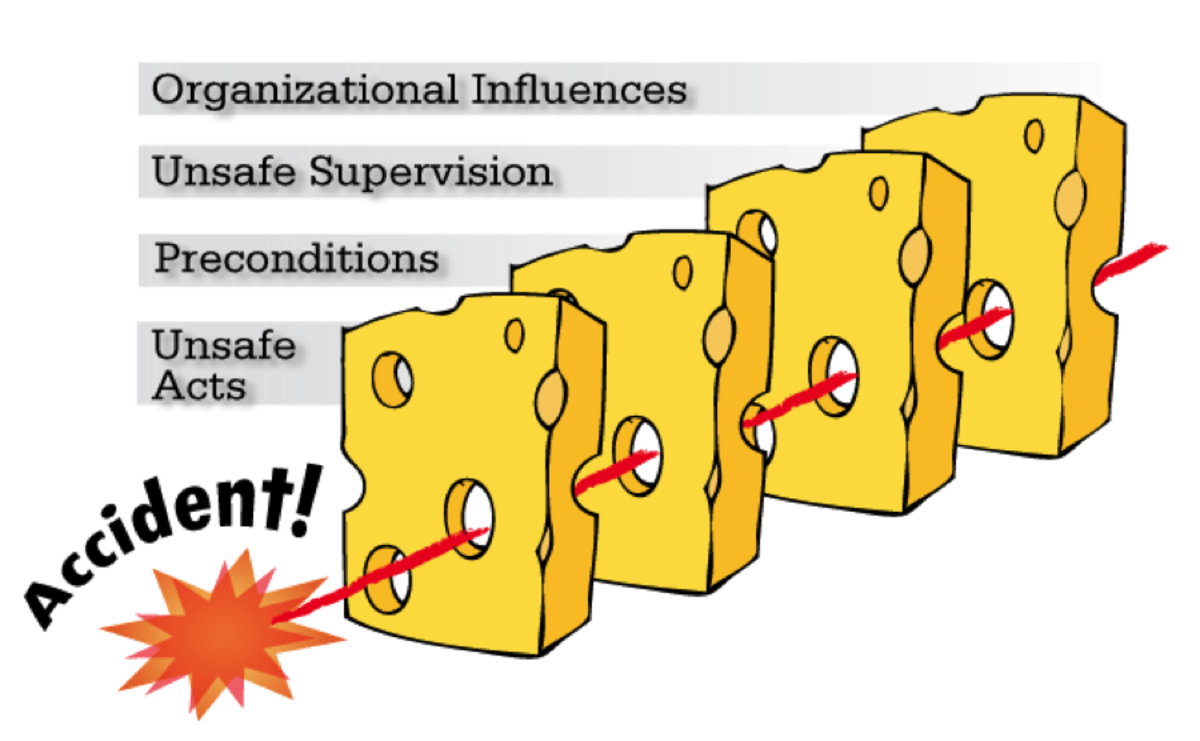 Organizational Influences
Unsafe Supervision
Preconditions
Unsafe
Acts
Accident!